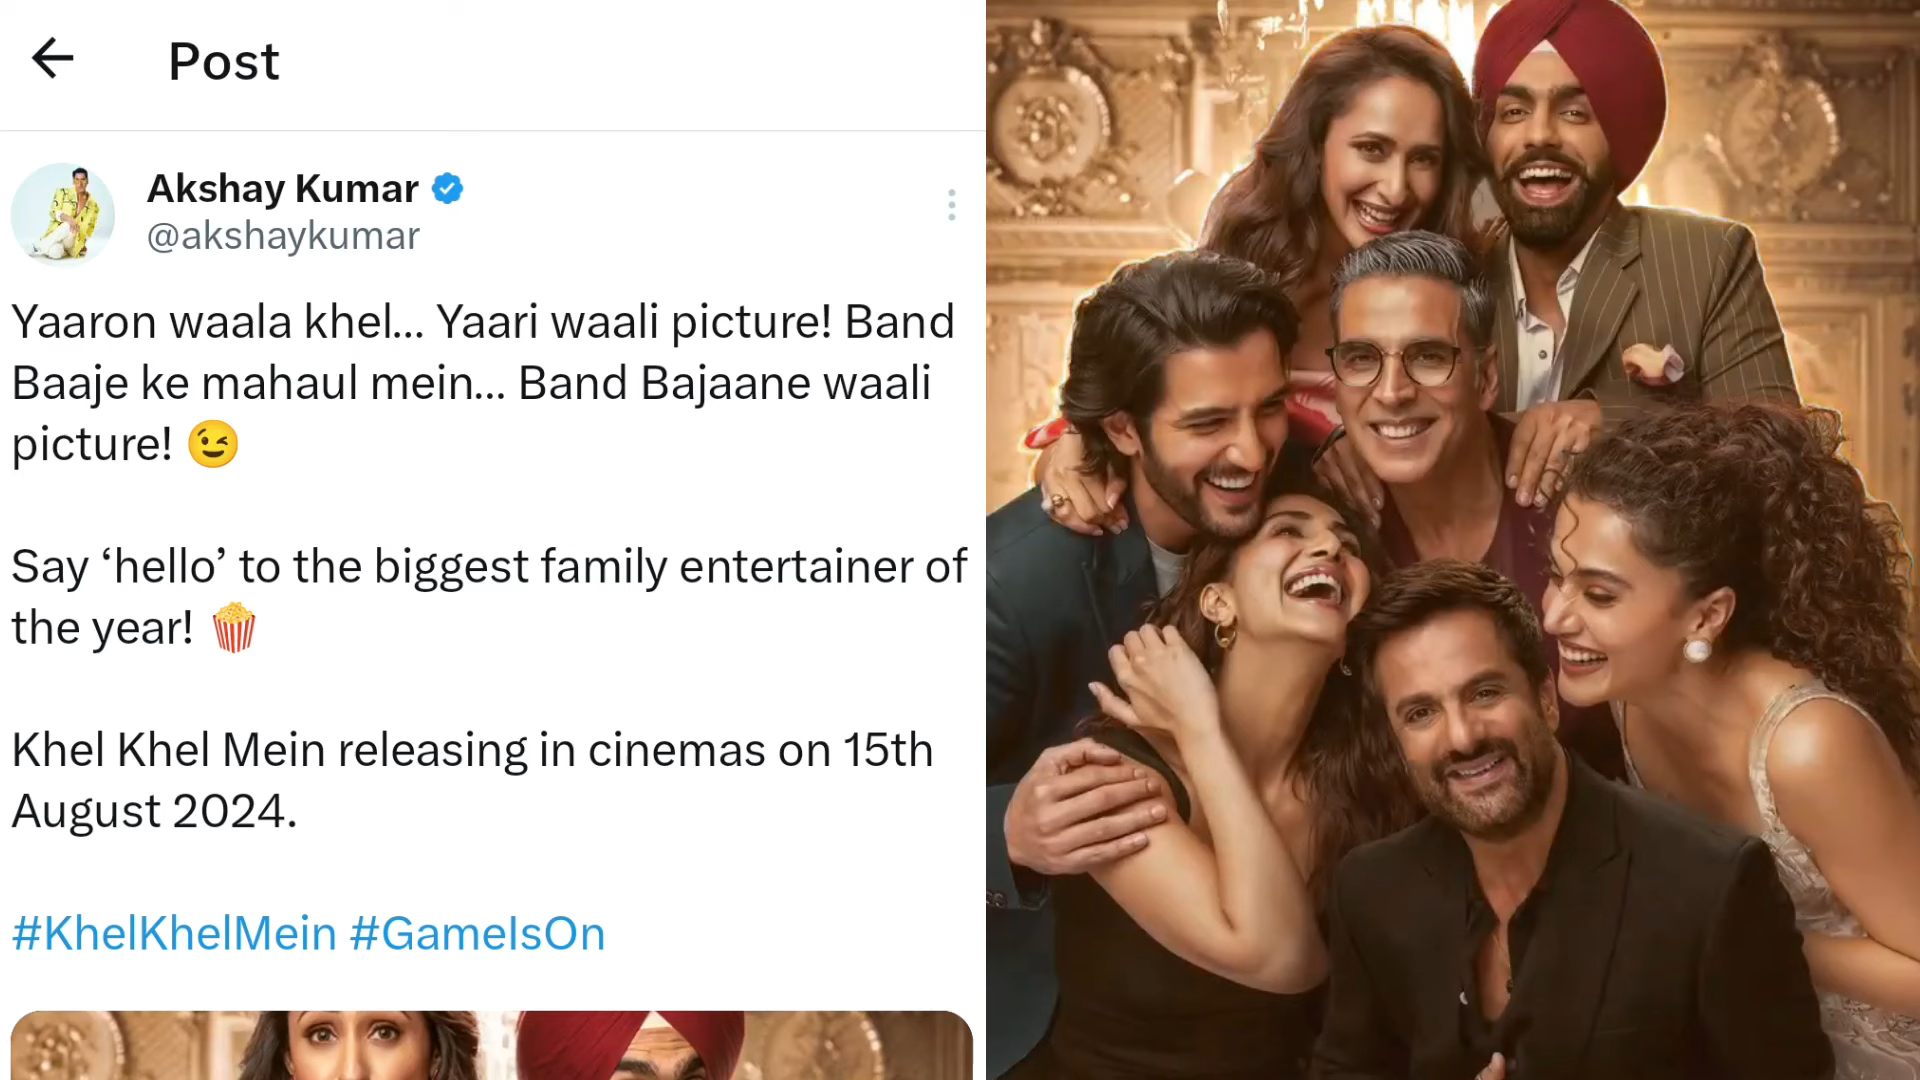 Post
Akshay Kumar
@akshaykumar
Yaaron waala khel... Yaari waali picture! Band
Baaje ke mahaul mein... Band Bajaane waali
picture! 😉
Say ‘hello’ to the biggest family entertainer of
the year! 🍿
Khel Khel Mein releasing in cinemas on 15th
August 2024.
#KhelKhelMein #GameIsOn